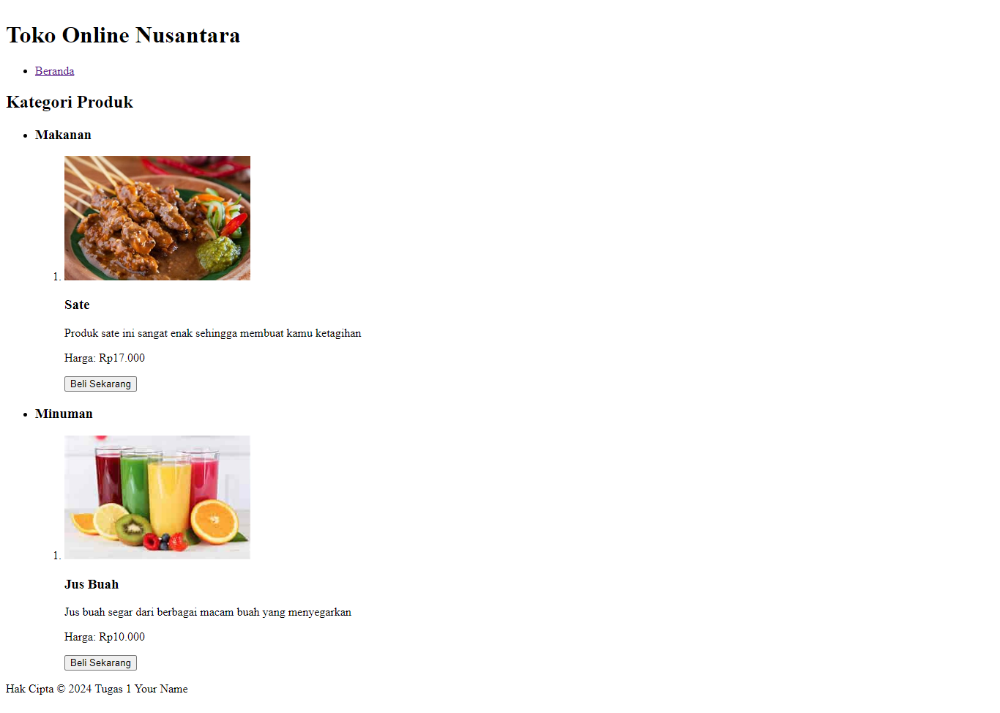 Toko Online Nusantara
• Beranda
Kategori Produk
• Makanan
1.
Sate
Produk sate ini sangat enak sehingga membuat kamu ketagihan
Harga: Rp17.000
Beli Sekarang
• Minuman
1.
Jus Buah
Jus buah segar dari berbagai macam buah yang menyegarkan
Harga: Rp10.000
Beli Sekarang
Hak Cipta © 2024 Tugas 1 Your Name